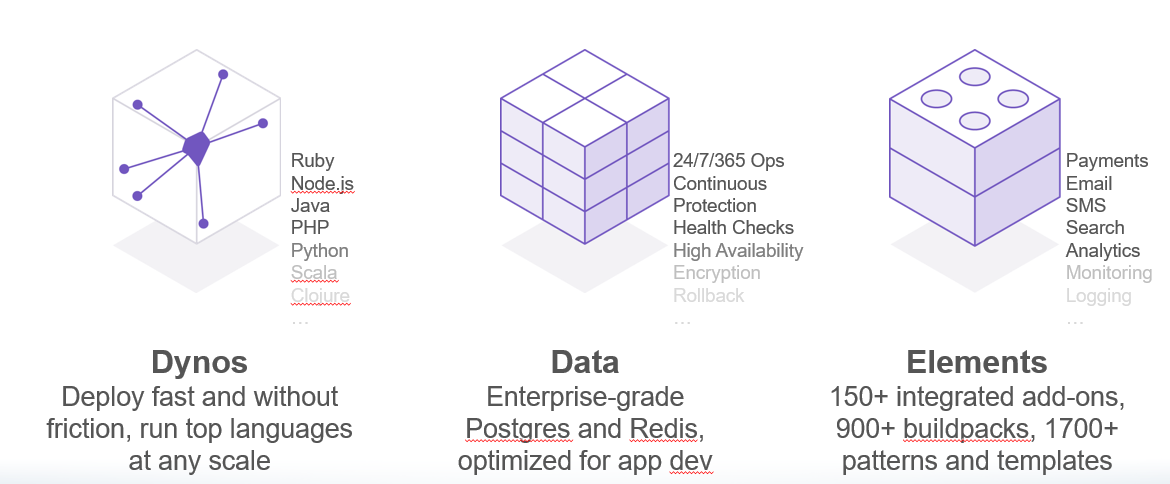 Ruby
Node.js
Java
PHP
Python
Scala
Clojure
...
Dynos
Deploy fast and without
friction, run top languages
at any scale
24/7/365 Ops
Continuous
Protection
Health Checks
High Availability
Encryption
Rollback
...
Data
Enterprise-grade
Postgres and Redis,
optimized for app dev
Payments
Email
SMS
Search
Analytics
Monitoring
Logging
...
Elements
150+ integrated add-ons,
900+ buildpacks, 1700+
patterns and templates